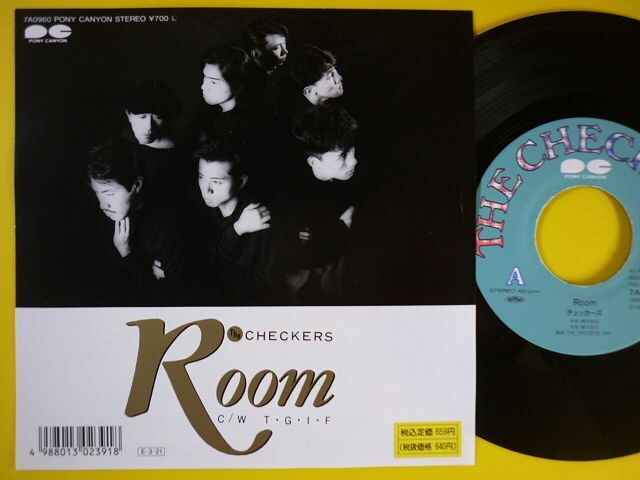 7A0960 PONY CANYON STEREO ¥700
PC
PONY CANYON
The CHECKERS
Room
C/W T・G・I・F
4 988013 023918
E・3・21
税込定価 659円
(税抜価格 640円)
THE CHECK
PC
PONY CANYON
A
STEREO
Room
チェッカーズ